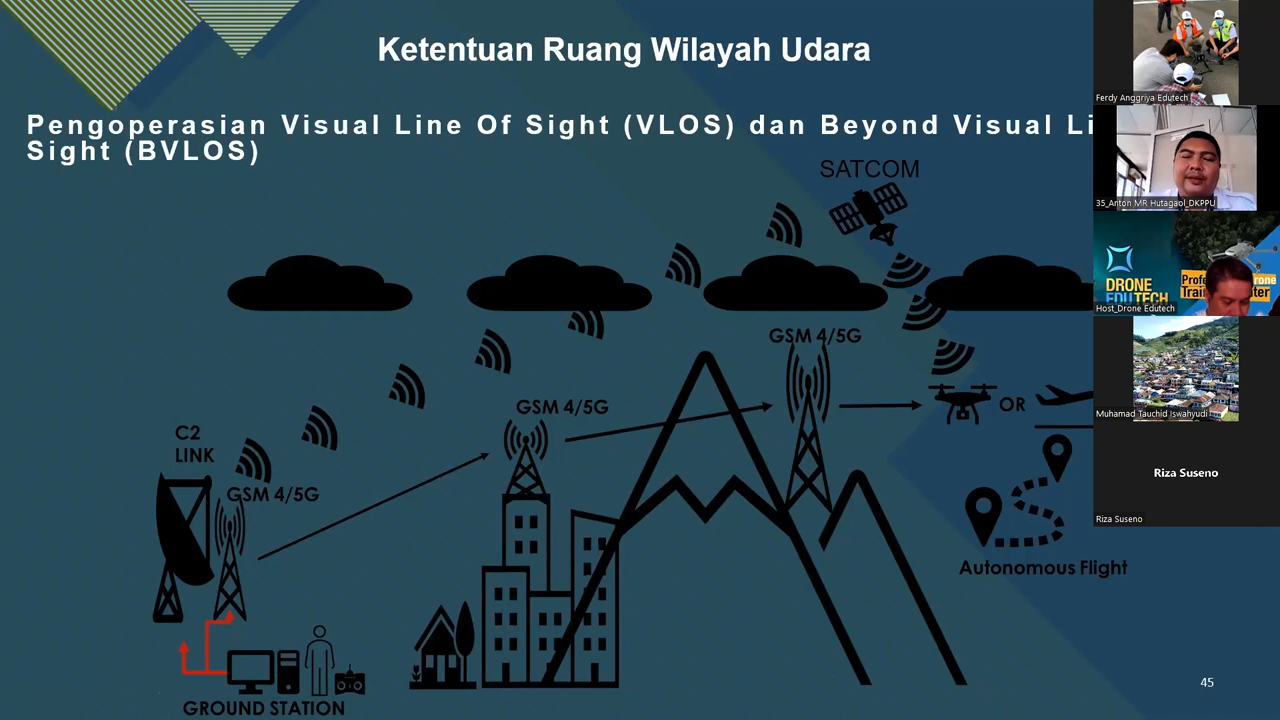 Ketentuan Ruang Wilayah Udara
Pengoperasian Visual Line Of Sight (VLOS) dan Beyond Visual Li
Sight (BVLOS)
SATCOM
GSM 4/5G
GSM 4/5G
C2
LINK
GSM 4/5G
OR
Autonomous Flight
GROUND STATION
45
Ferdy Anggriya Edutech
35_Anton MR Hutagaol_DKPPU
DRONE
EDUTECH
Host_Drone Edutech
Muhamad Tauchid Iswahyudi
Riza Suseno
Riza Suseno